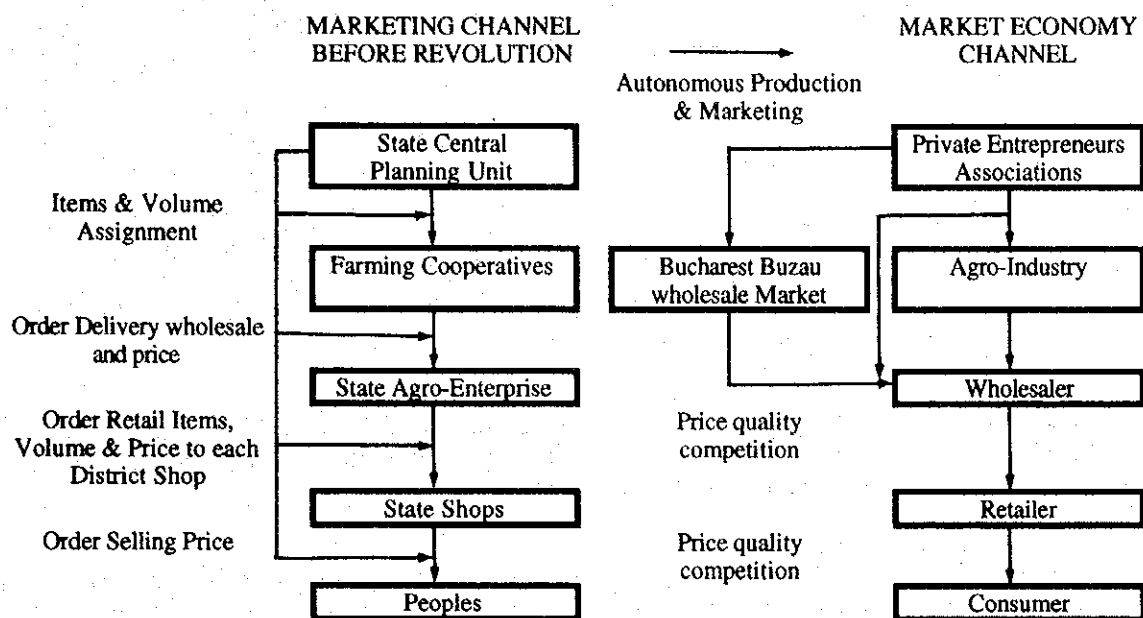 MARKETING CHANNEL
BEFORE REVOLUTION
MARKET ECONOMY
CHANNEL
Autonomous Production
& Marketing
State Central
Planning Unit
Private Entrepreneurs
Associations
Items & Volume
Assignment
Farming Cooperatives
Bucharest Buzau
wholesale Market
Agro-Industry
Order Delivery wholesale
and price
State Agro-Enterprise
Wholesaler
Order Retail Items,
Volume & Price to each
District Shop
Price quality
competition
State Shops
Retailer
Order Selling Price
Price quality
competition
Peoples
Consumer